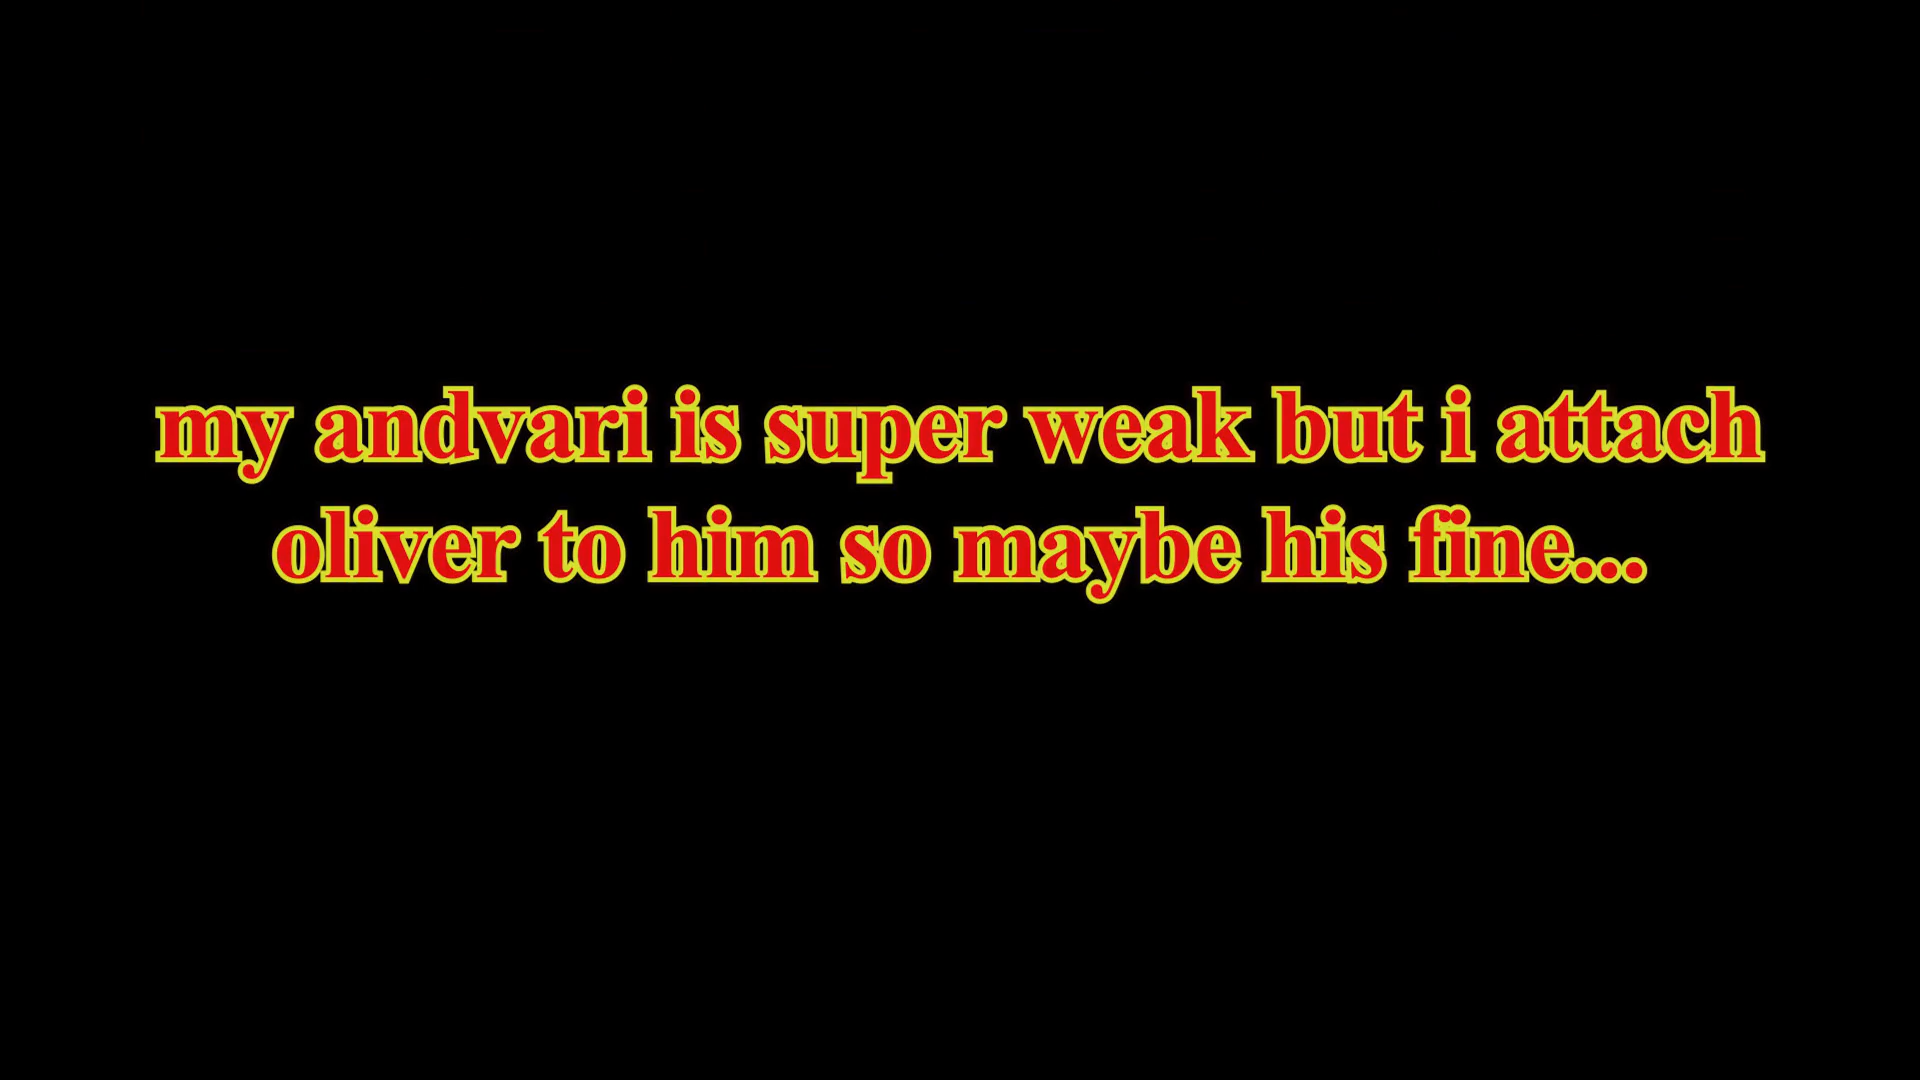 my andvari is super weak but i attach
oliver to him so maybe his fine...